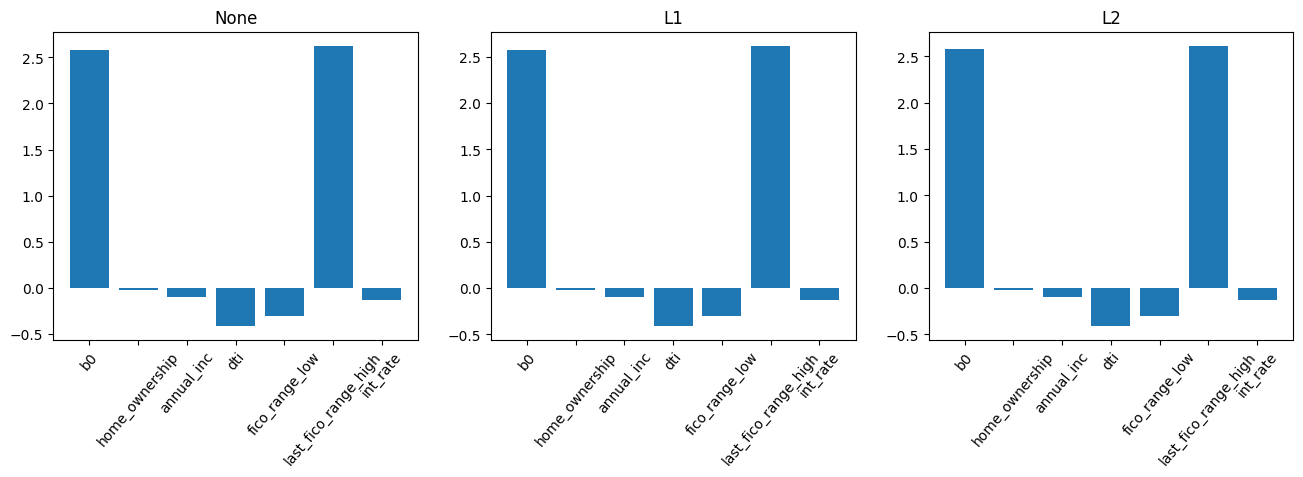 None
2.5
2.0
1.5
1.0
0.5
0.0
−0.5
b0
home_ownership
annual_inc
dti
fico_range_low
last_fico_range_high
int_rate
L1
2.5
2.0
1.5
1.0
0.5
0.0
−0.5
b0
home_ownership
annual_inc
dti
fico_range_low
last_fico_range_high
int_rate
L2
2.5
2.0
1.5
1.0
0.5
0.0
−0.5
b0
home_ownership
annual_inc
dti
fico_range_low
last_fico_range_high
int_rate